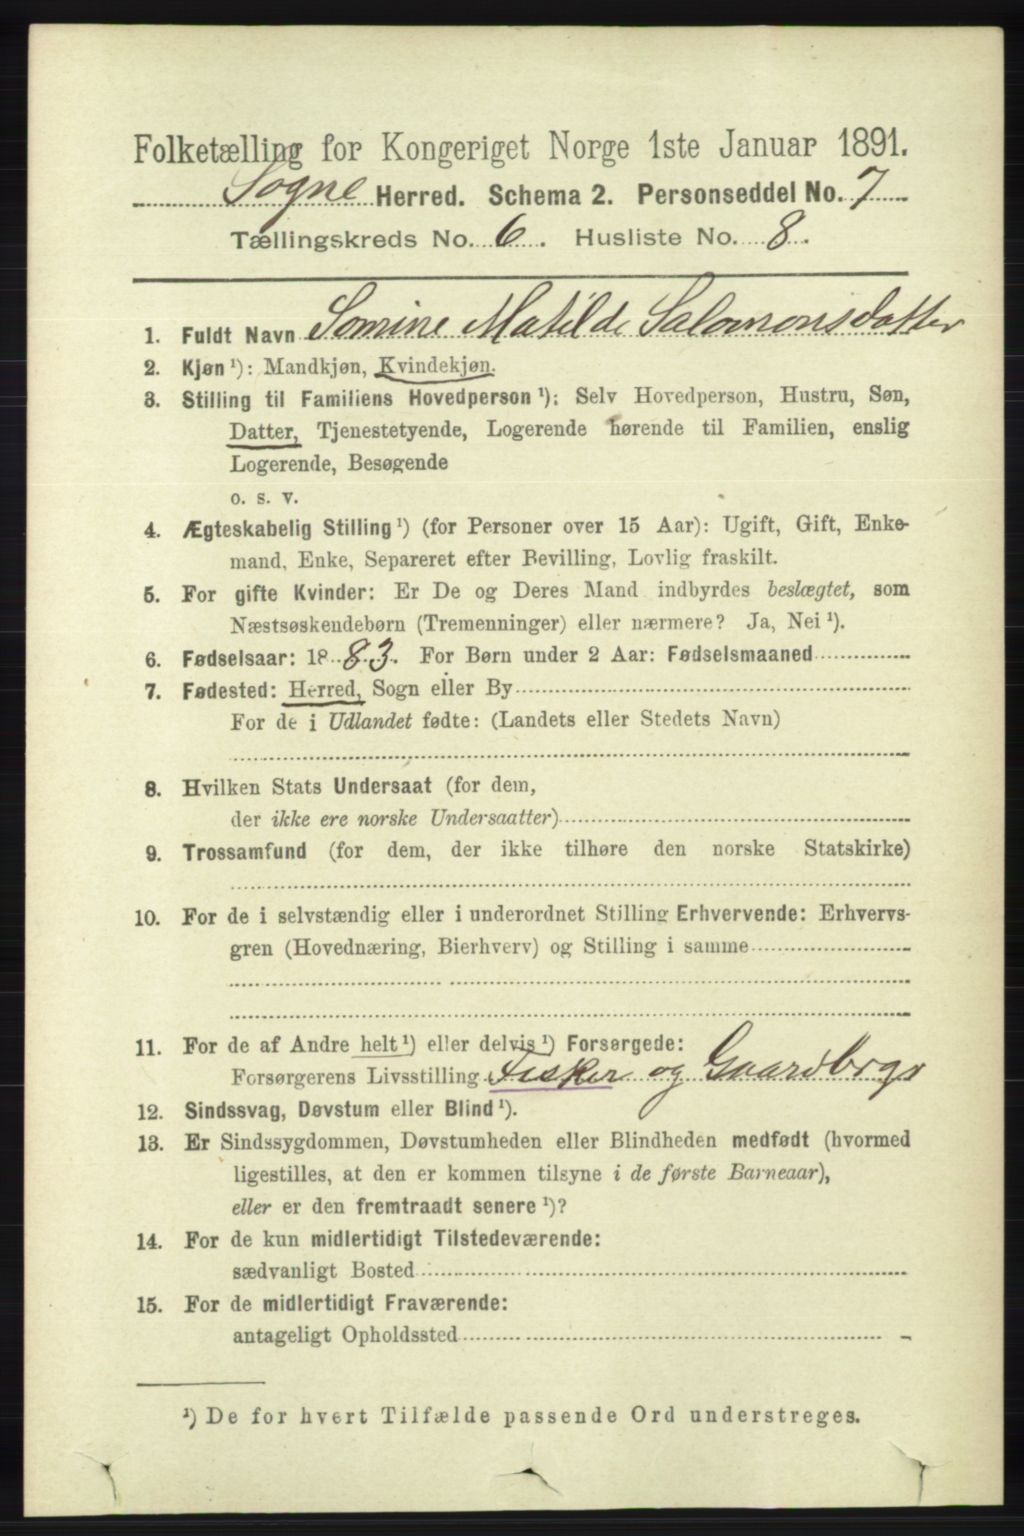 Folketælling for Kongeriget Norge 1ste Januar 1891.
Sogne Herred. Schema 2. Personseddel No. 7
Tællingskreds No. 6. Husliste No. 8.
1. Fuldt Navn Somine Matilde Salomonsdatter
2. Kjøn ¹): Mandkjøn, Kvindekjøn.
3. Stilling til Familiens Hovedperson ¹): Selv Hovedperson, Hustru, Søn,
Datter, Tjenestetyende, Logerende hørende til Familien, enslig
Logerende, Besøgende
o. s. v.
4. Ægteskabelig Stilling ¹) (for Personer over 15 Aar): Ugift, Gift, Enke-
mand, Enke, Separeret efter Bevilling, Lovlig fraskilt.
5. For gifte Kvinder: Er De og Deres Mand indbyrdes beslægtet, som
Næstsøskendebørn (Tremenninger) eller nærmere? Ja, Nei ¹).
6. Fødselsaar: 1883. For Børn under 2 Aar: Fødselsmaaned
7. Fødested: Herred, Sogn eller By
For de i Udlandet fødte: (Landets eller Stedets Navn)
8. Hvilken Stats Undersaat (for dem,
der ikke ere norske Undersaatter)
9. Trossamfund (for dem, der ikke tilhøre den norske Statskirke)
10. For de i selvstændig eller i underordnet Stilling Erhvervende: Erhvervs-
gren (Hovednæring, Bierhverv) og Stilling i samme
11. For de af Andre helt ¹) eller delvis ¹) Forsørgede:
Forsørgerens Livsstilling Fisker og Gaardbrgr
12. Sindssvag, Døvstum eller Blind ¹).
13. Er Sindssygdommen, Døvstumheden eller Blindheden medfødt (hvormed
ligestilles, at den er kommen tilsyne i de første Barneaar),
eller er den fremtraadt senere ¹)?
14. For de kun midlertidigt Tilstedeværende:
sædvanligt Bosted
15. For de midlertidigt Fraværende:
antageligt Opholdssted
¹) De for hvert Tilfælde passende Ord understreges.